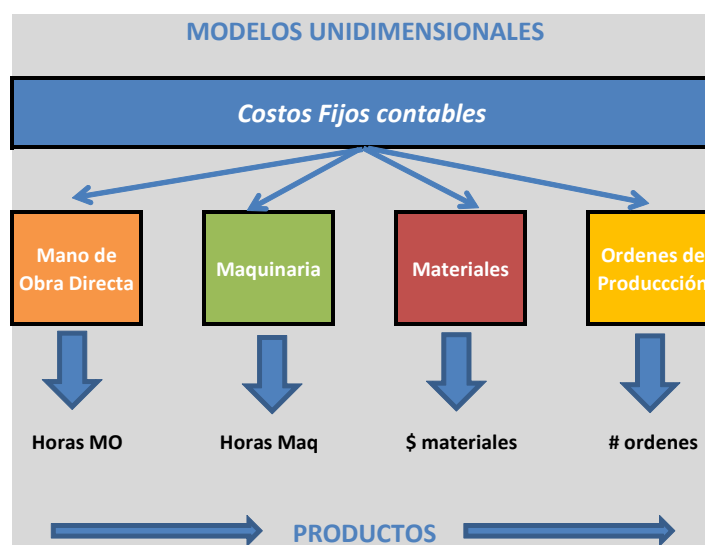 MODELOS UNIDIMENSIONALES
Costos Fijos contables
Mano de
Obra Directa
Maquinaria
Materiales
Ordenes de
Produccción
Horas MO
Horas Maq
$ materiales
# ordenes
PRODUCTOS